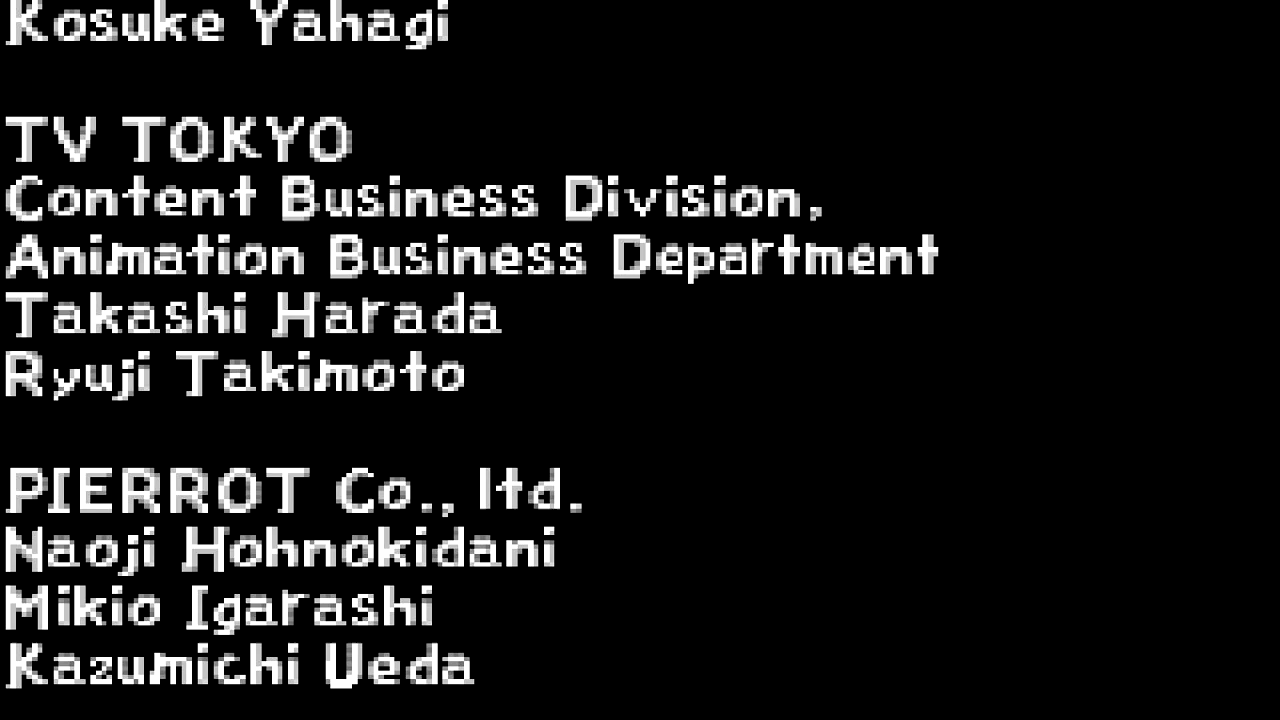 Kosuke Yahagi
TV TOKYO
Content Business Division,
Animation Business Department
Takashi Harada
Ryuji Takimoto
PIERROT Co., ltd.
Naoji Hohnokidani
Mikio Igarashi
Kazumichi Ueda